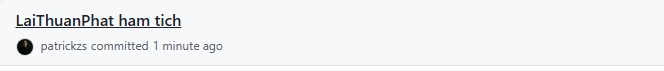 LaiThuanPhat ham tich
patrickzs committed 1 minute ago